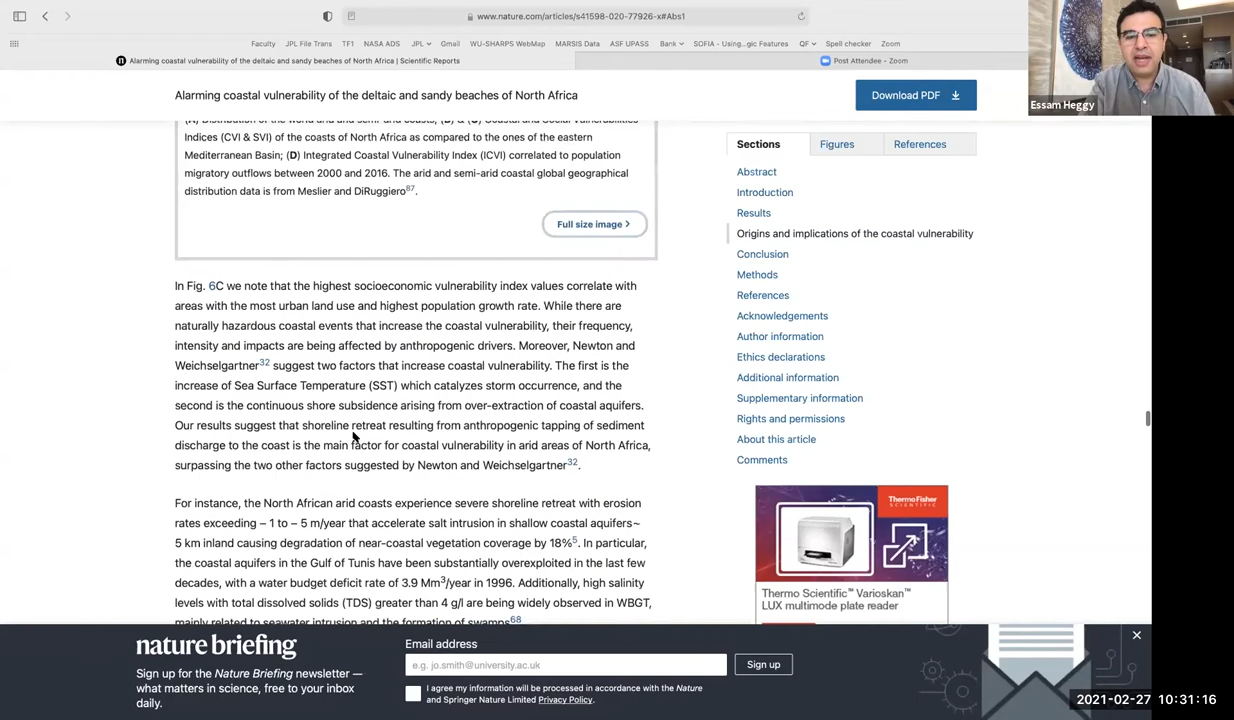 www.nature.com/articles/s41598-020-77926-x#Abs1
Faculty JPL File Trans TF1 NASA ADS JPL Gmail WU-SHARPS WebMap MARSIS Data ASF UPASS Bank SOFIA - Using...gic Features QF Spell checker Zoom
Alarming coastal vulnerability of the deltaic and sandy beaches of North Africa | Scientific Reports
Post Attendee - Zoom
Essam Heggy
Alarming coastal vulnerability of the deltaic and sandy beaches of North Africa
Download PDF
Indices (CVI & SVI) of the coasts of North Africa as compared to the ones of the eastern
Mediterranean Basin; (D) Integrated Coastal Vulnerability Index (ICVI) correlated to population
migratory outflows between 2000 and 2016. The arid and semi-arid coastal global geographical
distribution data is from Meslier and DiRuggiero87.
Full size image
In Fig. 6C we note that the highest socioeconomic vulnerability index values correlate with
areas with the most urban land use and highest population growth rate. While there are
naturally hazardous coastal events that increase the coastal vulnerability, their frequency,
intensity and impacts are being affected by anthropogenic drivers. Moreover, Newton and
Weichselgartner32 suggest two factors that increase coastal vulnerability. The first is the
increase of Sea Surface Temperature (SST) which catalyzes storm occurrence, and the
second is the continuous shore subsidence arising from over-extraction of coastal aquifers.
Our results suggest that shoreline retreat resulting from anthropogenic tapping of sediment
discharge to the coast is the main factor for coastal vulnerability in arid areas of North Africa,
surpassing the two other factors suggested by Newton and Weichselgartner32.
For instance, the North African arid coasts experience severe shoreline retreat with erosion
rates exceeding − 1 to − 5 m/year that accelerate salt intrusion in shallow coastal aquifers~
5 km inland causing degradation of near-coastal vegetation coverage by 18%5. In particular,
the coastal aquifers in the Gulf of Tunis have been substantially overexploited in the last few
decades, with a water budget deficit rate of 3.9 Mm3/year in 1996. Additionally, high salinity
levels with total dissolved solids (TDS) greater than 4 g/l are being widely observed in WBGT,
mainly related to seawater intrusion and the formation of swamps68
Sections Figures References
Abstract
Introduction
Results
Origins and implications of the coastal vulnerability
Conclusion
Methods
References
Acknowledgements
Author information
Ethics declarations
Additional information
Supplementary information
Rights and permissions
About this article
Comments
ThermoFisher
SCIENTIFIC
Thermo Scientific™ Varioskan™
LUX multimode plate reader
nature briefing
Sign up for the Nature Briefing newsletter —
what matters in science, free to your inbox
daily.
Email address
e.g. jo.smith@university.ac.uk
Sign up
I agree my information will be processed in accordance with the Nature
and Springer Nature Limited Privacy Policy.
2021-02-27 10:31:16